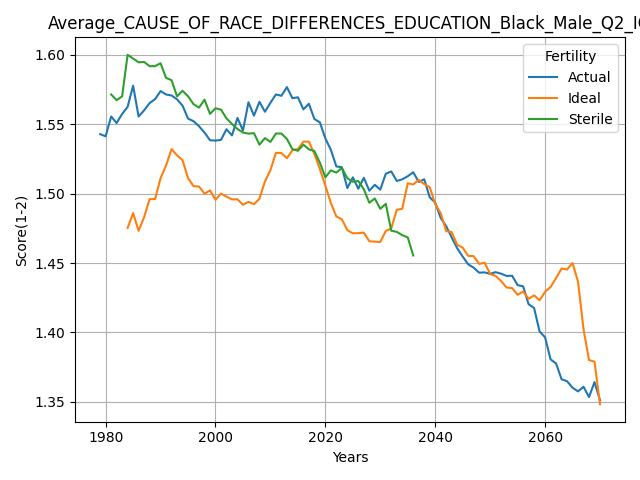 Average_CAUSE_OF_RACE_DIFFERENCES_EDUCATION_Black_Male_Q2_I
Fertility
Actual
Ideal
Sterile
Score(1-2)
1.60
1.55
1.50
1.45
1.40
1.35
1980
2000
2020
2040
2060
Years